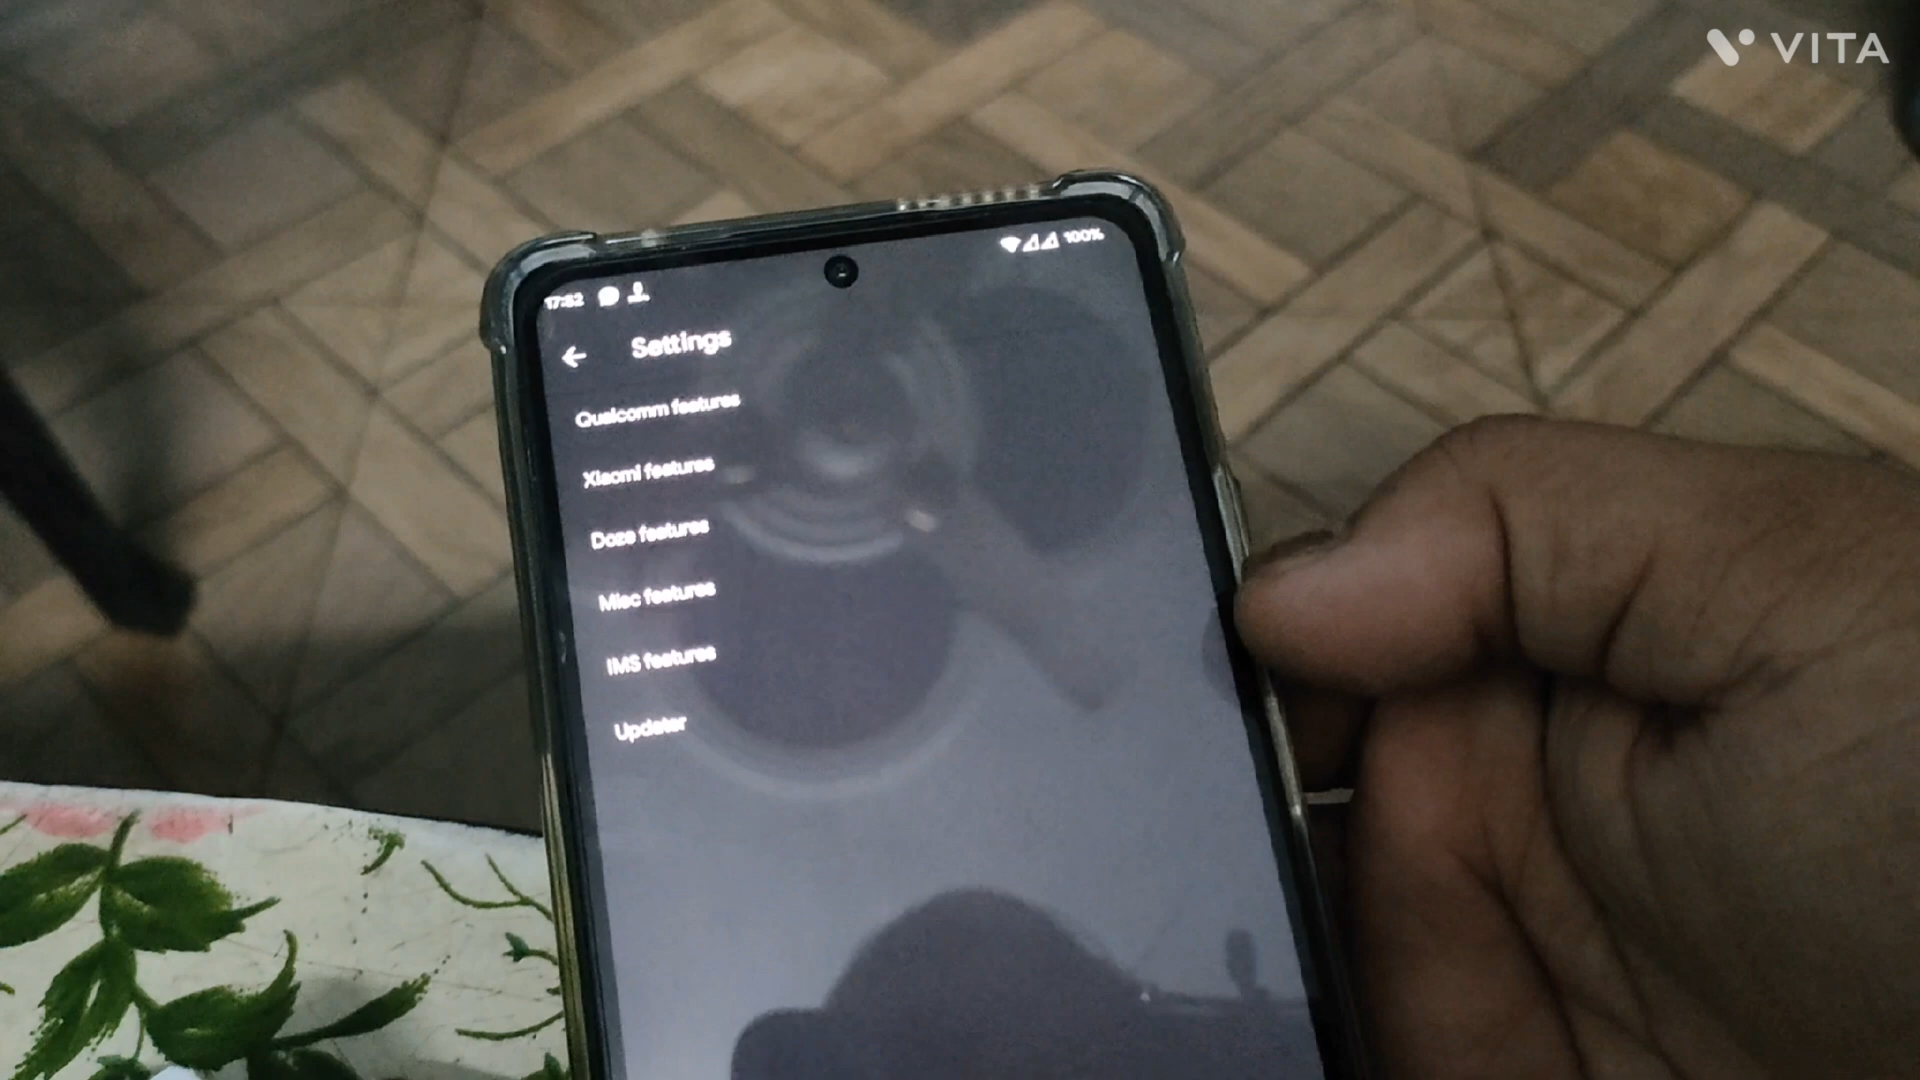 VITA
17:52
100%
Settings
Qualcomm features
Xiaomi features
Doze features
Misc features
IMS features
Updater